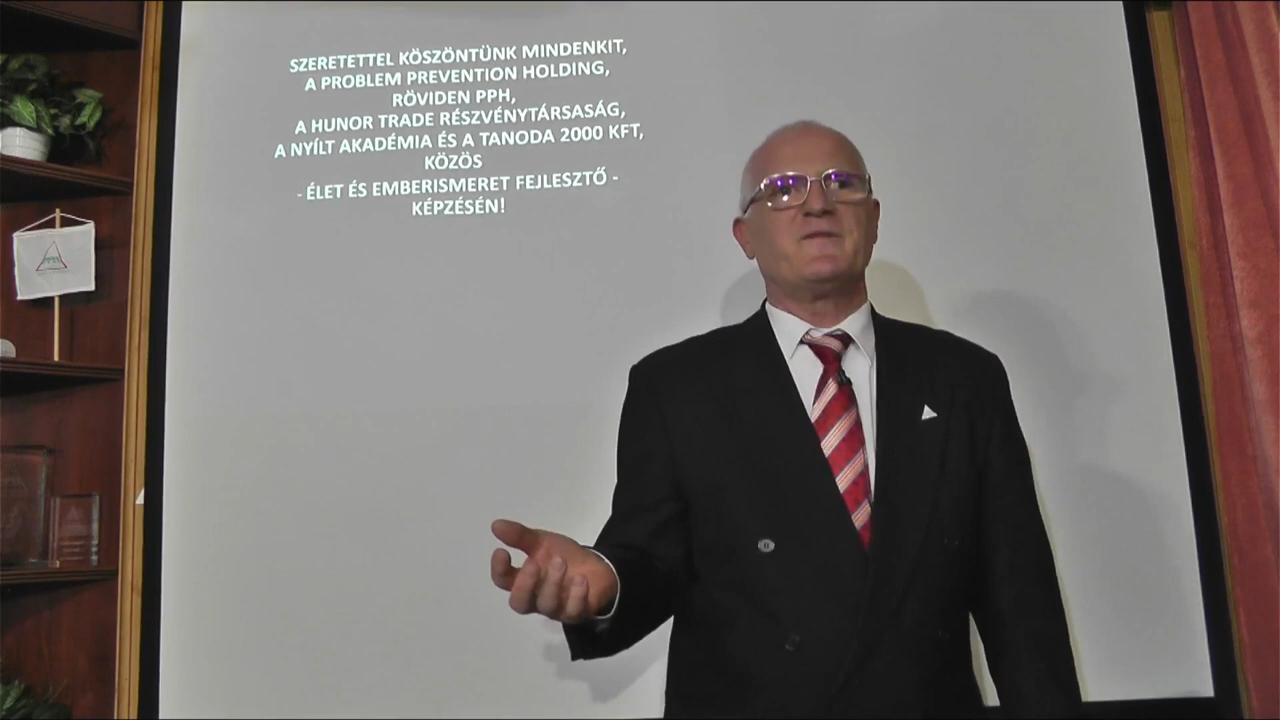 SZERETETTEL KÖSZÖNTÜNK MINDENKIT,
A PROBLEM PREVENTION HOLDING,
RÖVIDEN PPH,
A HUNOR TRADE RÉSZVÉNYTÁRSASÁG,
A NYÍLT AKADÉMIA ÉS A TANODA 2000 KFT,
KÖZÖS
- ÉLET ÉS EMBERISMERET FEJLESZTŐ -
KÉPZÉSÉN!